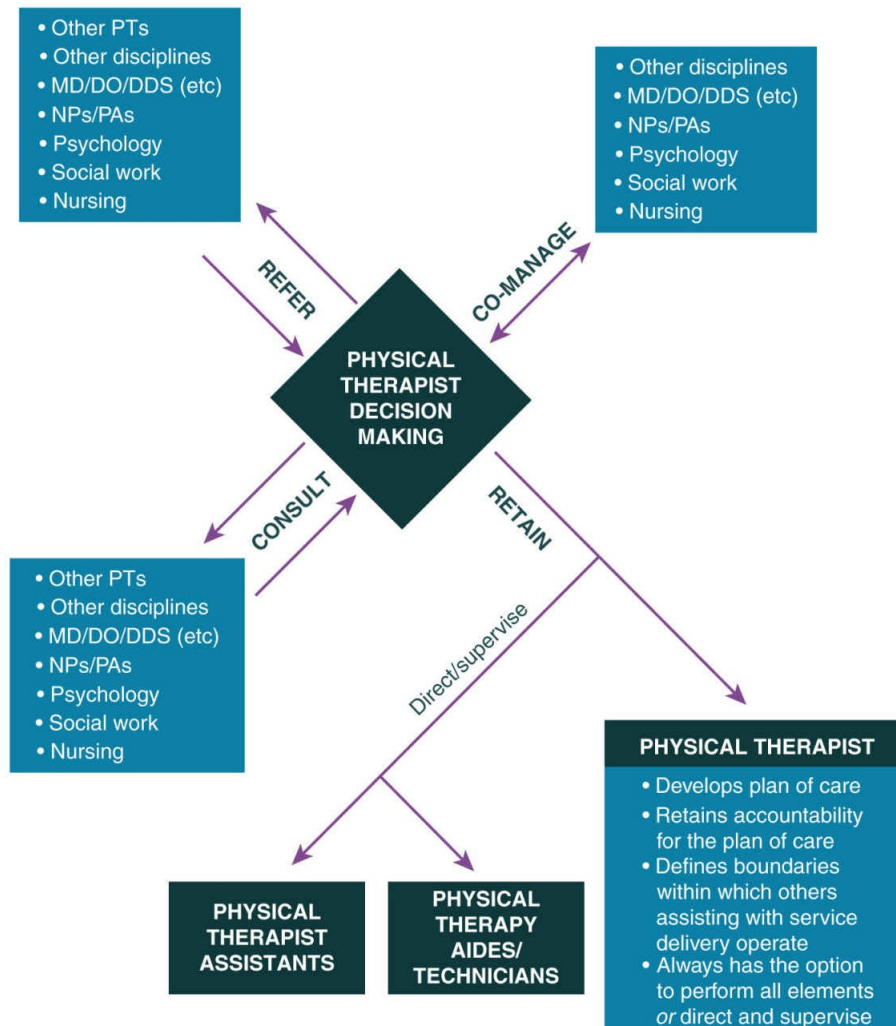 • Other PTs
• Other disciplines
• MD/DO/DDS (etc)
• NPs/PAs
• Psychology
• Social work
• Nursing
• Other disciplines
• MD/DO/DDS (etc)
• NPs/PAs
• Psychology
• Social work
• Nursing
REFER
CO-MANAGE
PHYSICAL
THERAPIST
DECISION
MAKING
CONSULT
RETAIN
• Other PTs
• Other disciplines
• MD/DO/DDS (etc)
• NPs/PAs
• Psychology
• Social work
• Nursing
Direct/supervise
PHYSICAL
THERAPIST
ASSISTANTS
PHYSICAL
THERAPY
AIDES/
TECHNICIANS
PHYSICAL THERAPIST
• Develops plan of care
• Retains accountability
for the plan of care
• Defines boundaries
within which others
assisting with service
delivery operate
• Always has the option
to perform all elements
or direct and supervise